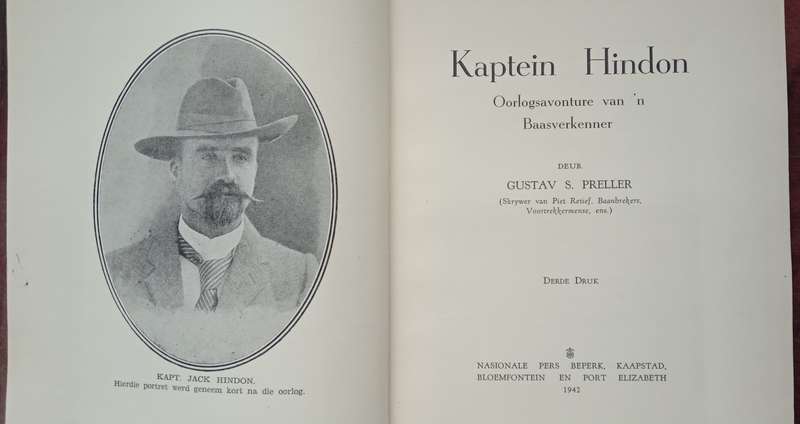 KAPT. JACK HINDON.
Hierdie portret werd geneem kort na die oorlog.
Kaptein Hindon
Oorlogsavonture van 'n
Baasverkenner
DEUR
GUSTAV S. PRELLER
(Skrywer van Piet Retief, Baanbrekers,
Voortrekkermense, ens.)
DERDE DRUK
NASIONALE PERS BEPERK, KAAPSTAD,
BLOEMFONTEIN EN PORT ELIZABETH
1942